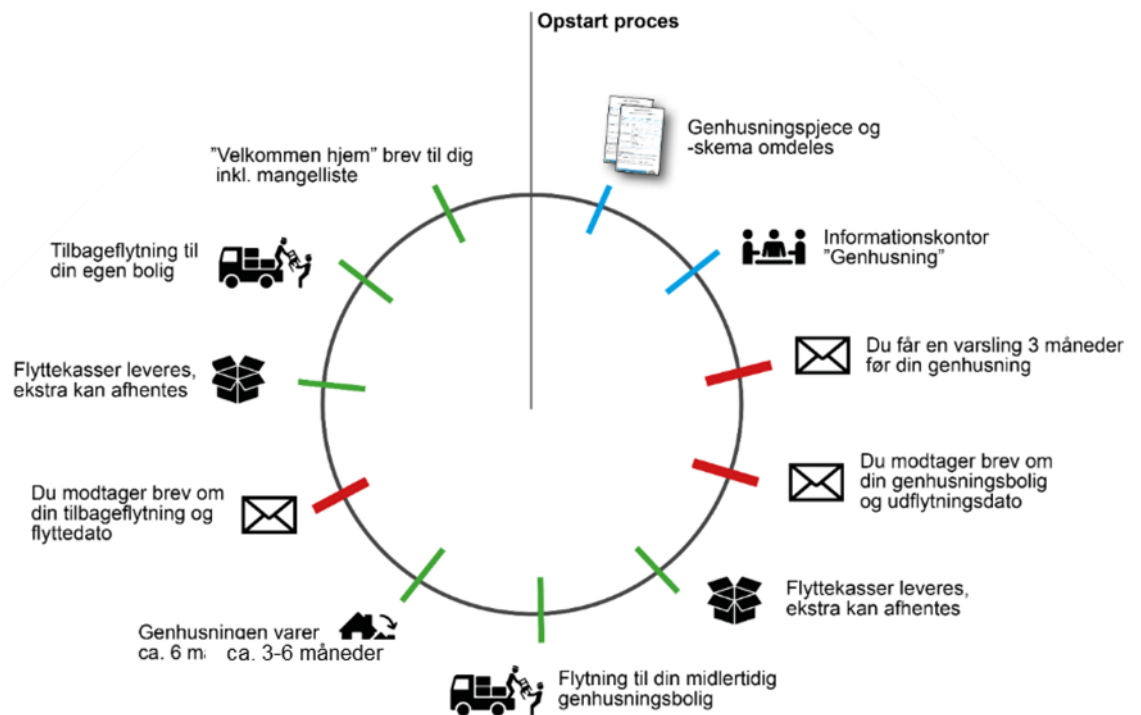 Opstart proces
Genhusningspjece og
-skema omdeles
Informationskontor
"Genhusning"
Du får en varsling 3 måneder
før din genhusning
Du modtager brev om
din genhusningsbolig
og udflytningsdato
Flyttekasser leveres,
ekstra kan afhentes
Flytning til din midlertidig
genhusningsbolig
Genhusningen varer
ca. 6 m ca. 3-6 måneder
Du modtager brev om
din tilbageflytning og
flyttedato
Flyttekasser leveres,
ekstra kan afhentes
Tilbageflytning til
din egen bolig
"Velkommen hjem" brev til dig
inkl. mangelliste